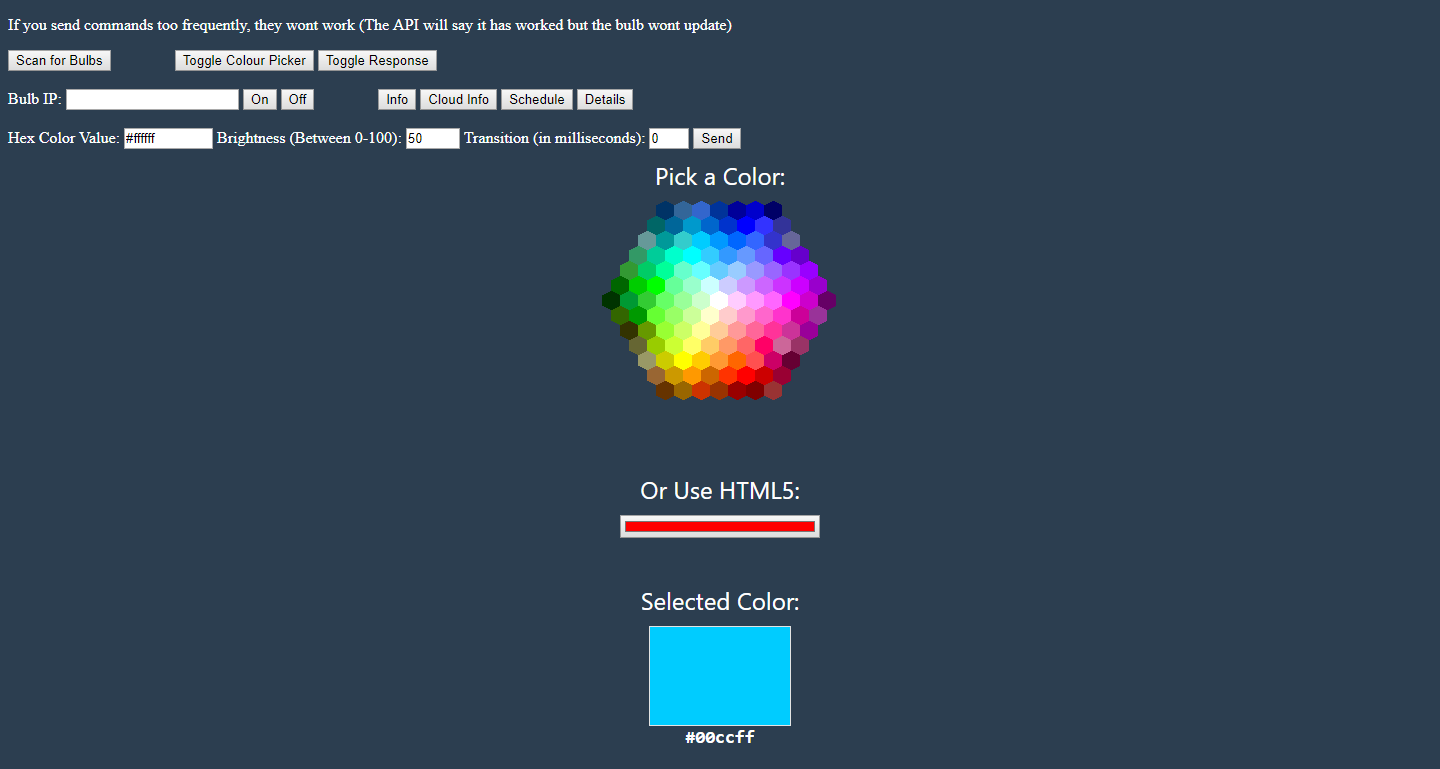 If you send commands too frequently, they wont work (The API will say it has worked but the bulb wont update)
Scan for Bulbs Toggle Colour Picker Toggle Response
Bulb IP: On Off Info Cloud Info Schedule Details
Hex Color Value: #ffffff Brightness (Between 0-100): 50 Transition (in milliseconds): 0 Send
Pick a Color:
Or Use HTML5:
Selected Color:
#00ccff